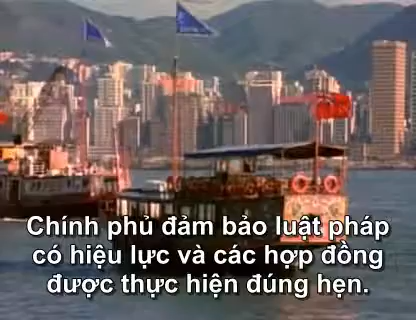 Chính phủ đảm bảo luật pháp
có hiệu lực và các hợp đồng
được thực hiện đúng hẹn.